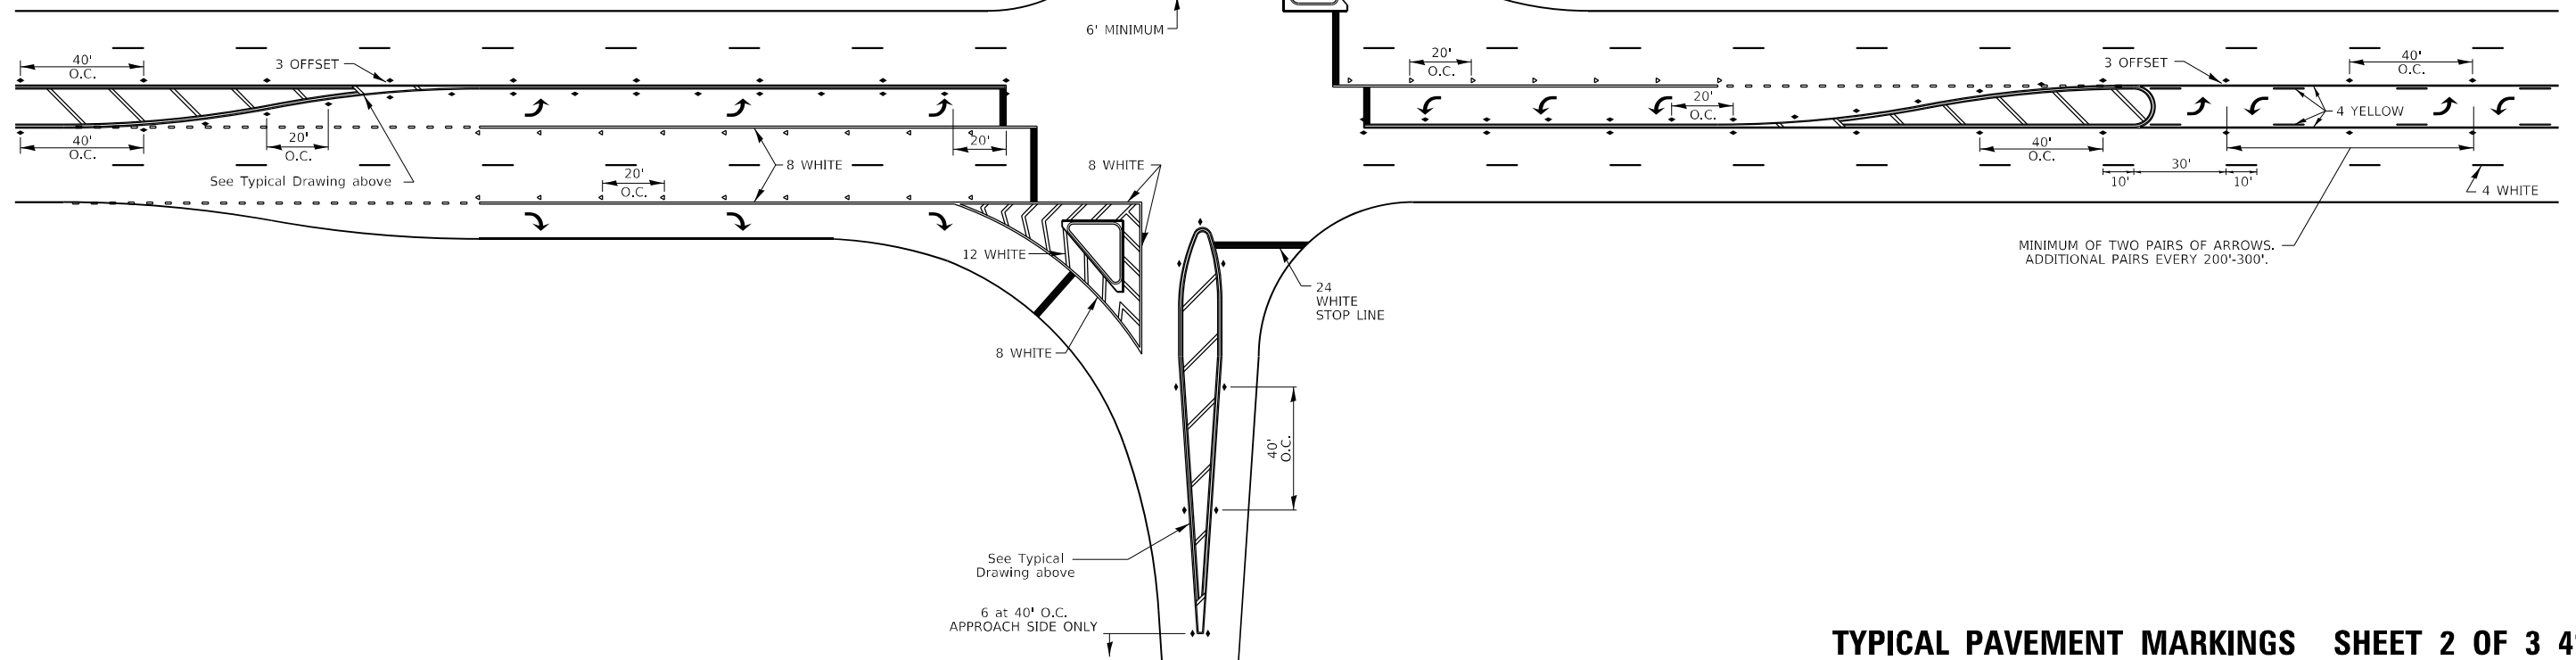 6' MINIMUM
40'
O.C.
3 OFFSET
20'
O.C.
3 OFFSET
40'
O.C.
20'
4 YELLOW
40'
O.C.
20'
O.C.
20'
40'
O.C.
See Typical Drawing above
20'
O.C.
8 WHITE
8 WHITE
30'
10'
10'
4 WHITE
12 WHITE
MINIMUM OF TWO PAIRS OF ARROWS.
ADDITIONAL PAIRS EVERY 200'-300'.
24
WHITE
STOP LINE
8 WHITE
40'
O.C.
See Typical
Drawing above
6 at 40' O.C.
APPROACH SIDE ONLY
TYPICAL PAVEMENT MARKINGS SHEET 2 OF 3